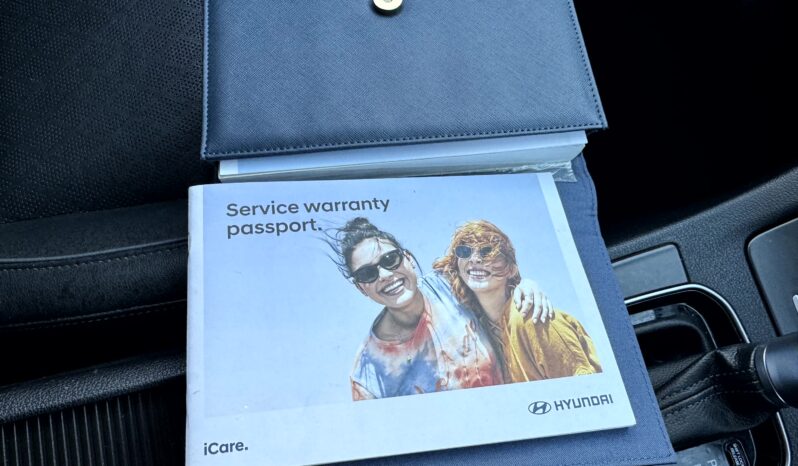 Service warranty
passport.
HYUNDAI
iCare.